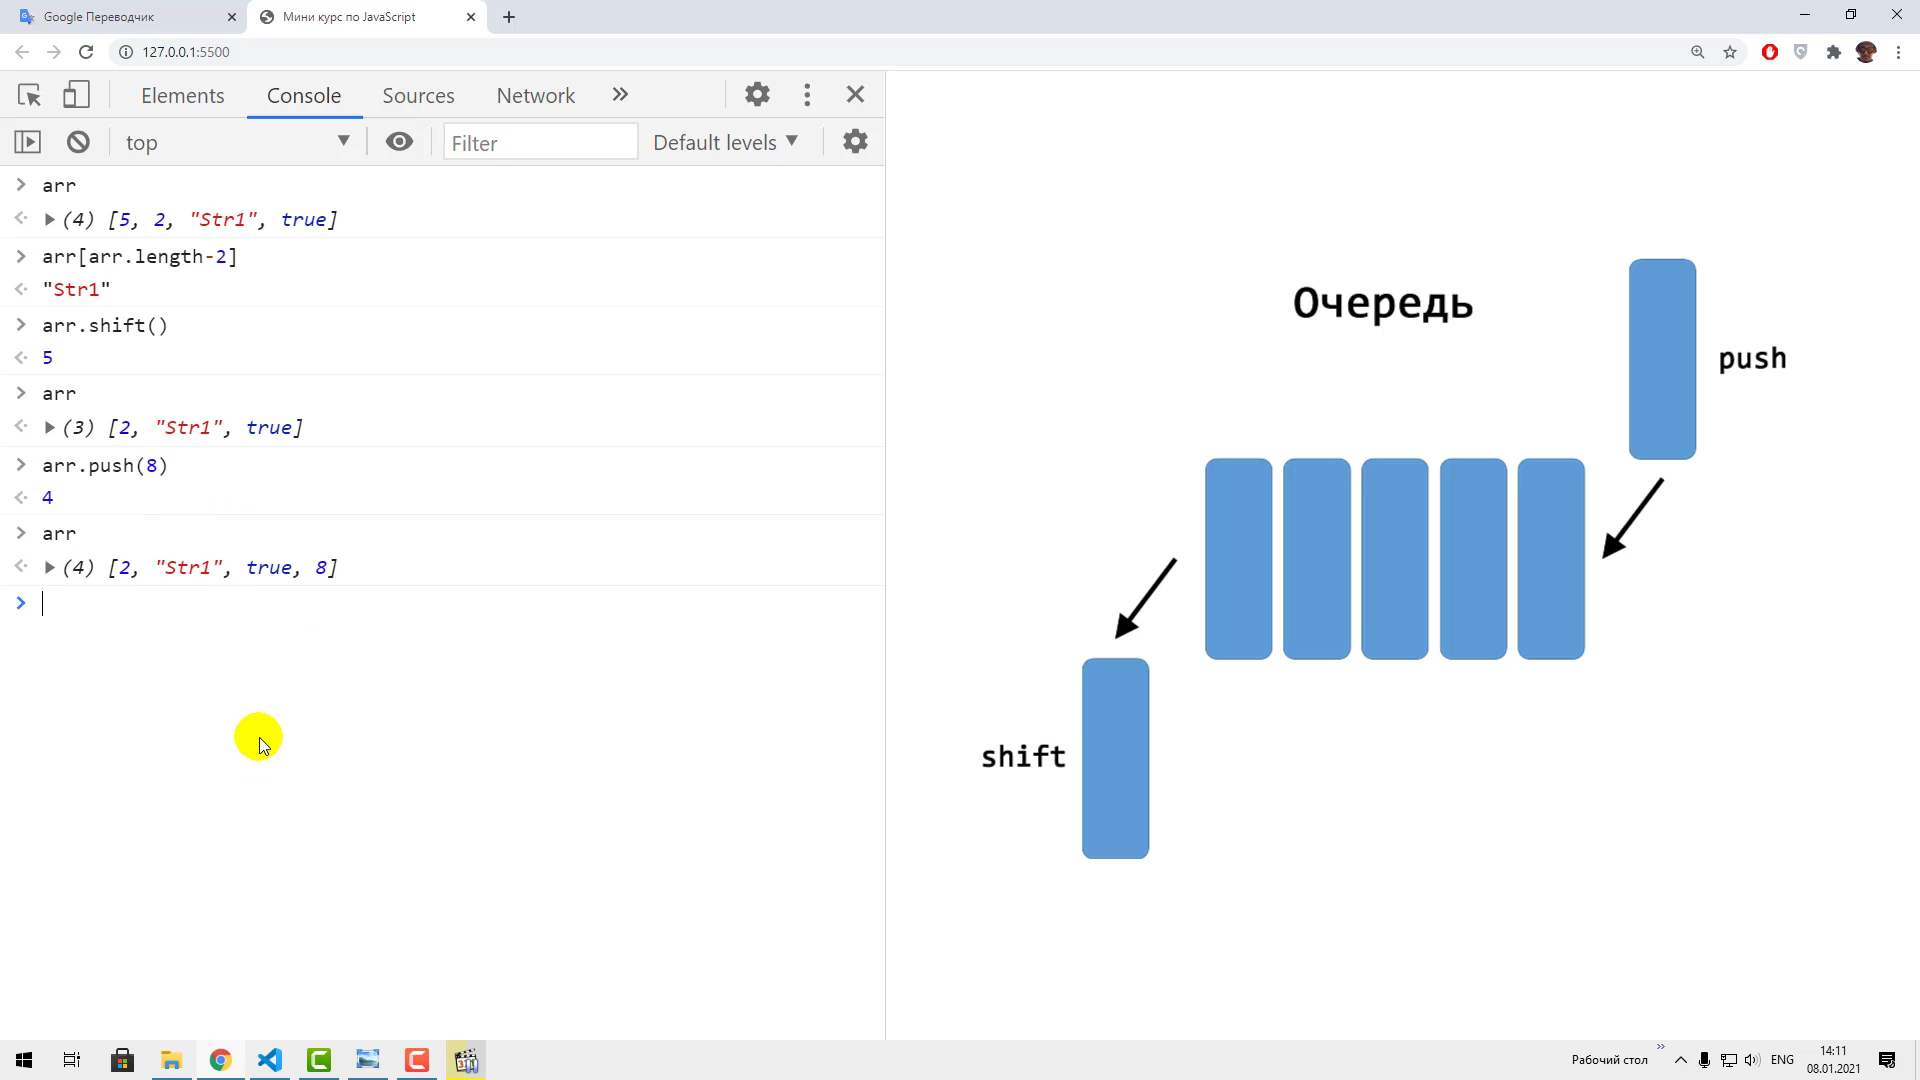 Google Переводчик
Мини курс по JavaScript
127.0.0.1:5500
Elements
Console
Sources
Network
top
Filter
Default levels
arr
(4) [5, 2, "Str1", true]
arr[arr.length-2]
"Str1"
arr.shift()
5
arr
(3) [2, "Str1", true]
arr.push(8)
4
arr
(4) [2, "Str1", true, 8]
Очередь
push
shift
Рабочий стол
ENG
14:11
08.01.2021